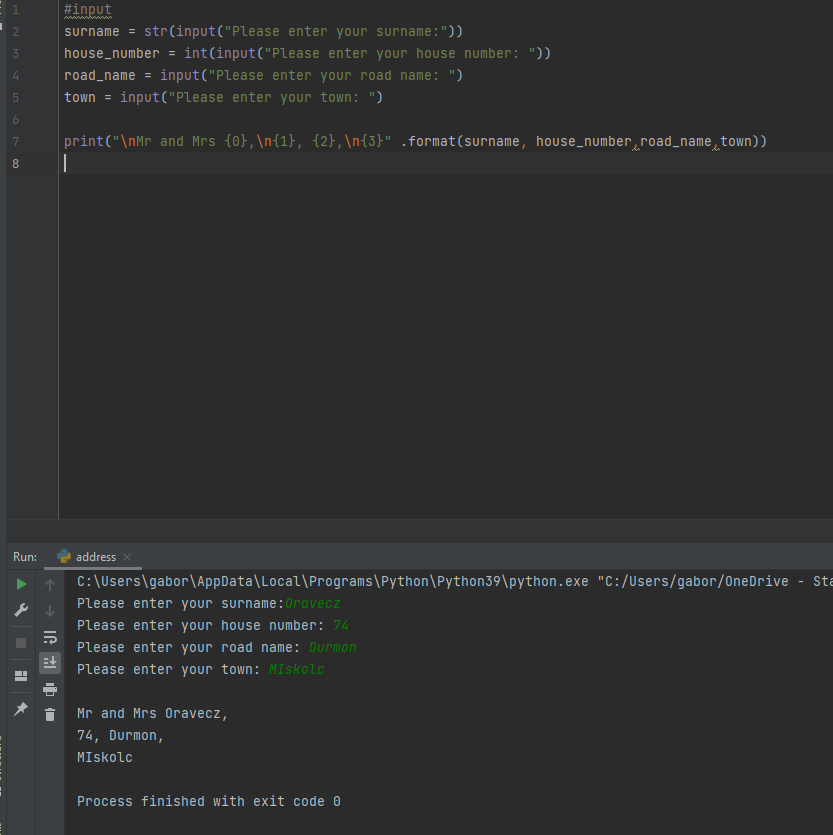 1 #input
2 surname = str(input("Please enter your surname:"))
3 house_number = int(input("Please enter your house number: "))
4 road_name = input("Please enter your road name: ")
5 town = input("Please enter your town: ")
6
7 print("\nMr and Mrs {0},\n{1}, {2},\n{3}" .format(surname, house_number,road_name,town))
8
Run: address
C:\Users\gabor\AppData\Local\Programs\Python\Python39\python.exe "C:/Users/gabor/OneDrive - Sta
Please enter your surname:Oravecz
Please enter your house number: 74
Please enter your road name: Durmon
Please enter your town: MIskolc
Mr and Mrs Oravecz,
74, Durmon,
MIskolc
Process finished with exit code 0